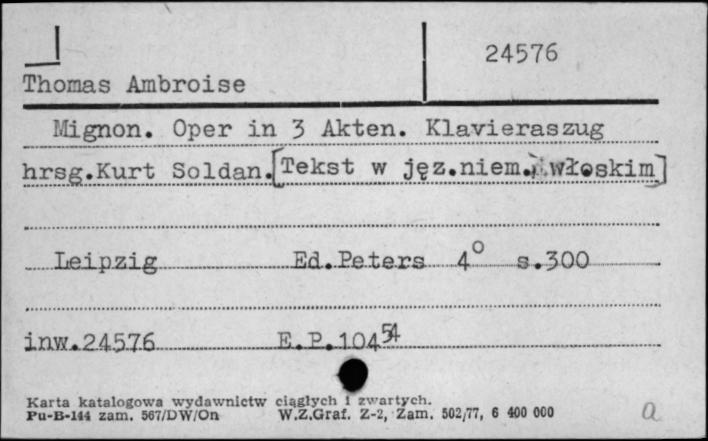 24576
Thomas Ambroise
Mignon. Oper in 3 Akten. Klavieraszug
hrsg.Kurt Soldan.[Tekst w jęz.niem. włoskim]
Leipzig Ed.Peters 4° s.300
inw.24576 E.P.10454
Karta katalogowa wydawnictw ciągłych i zwartych.
Pu-B-144 zam. 567/DW/On W.Z.Graf. Z-2, Zam. 502/77, 6 400 000
a